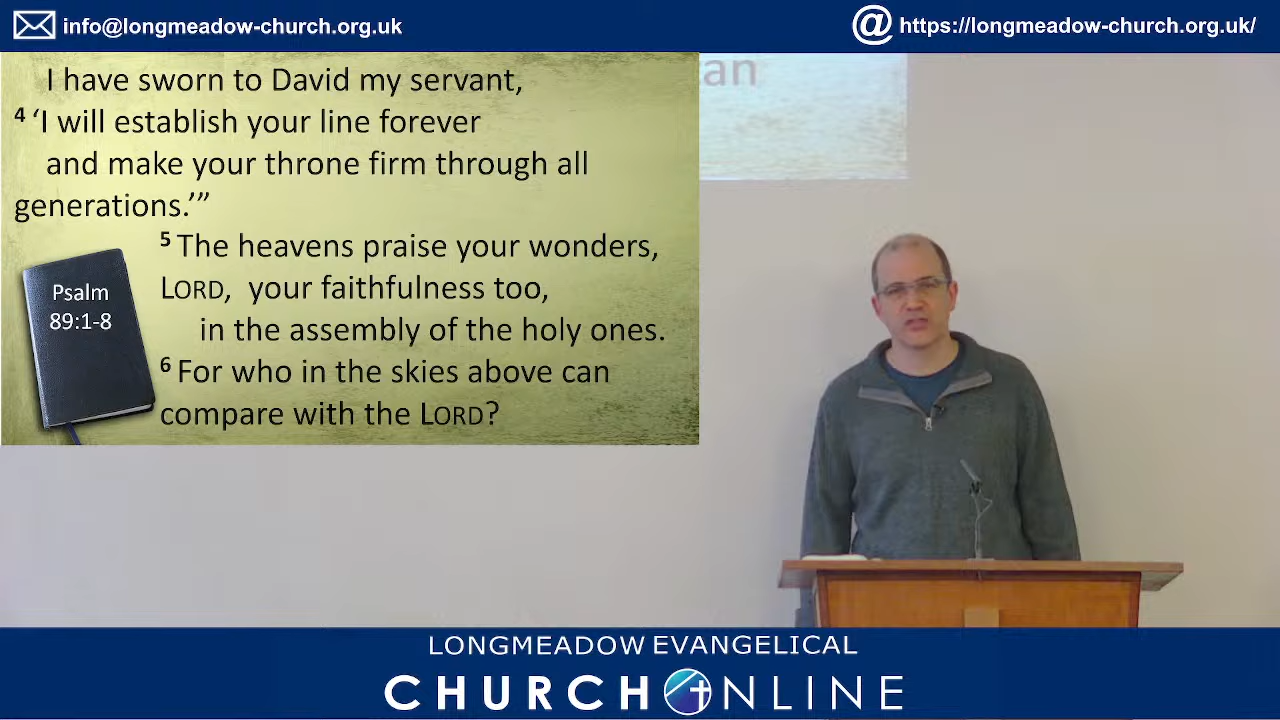 info@longmeadow-church.org.uk
https://longmeadow-church.org.uk/
I have sworn to David my servant,
4 ‘I will establish your line forever
and make your throne firm through all
generations.’”
5 The heavens praise your wonders,
LORD, your faithfulness too,
in the assembly of the holy ones.
6 For who in the skies above can
compare with the LORD?
Psalm
89:1-8
an
LONGMEADOW EVANGELICAL
CHURCH ONLINE